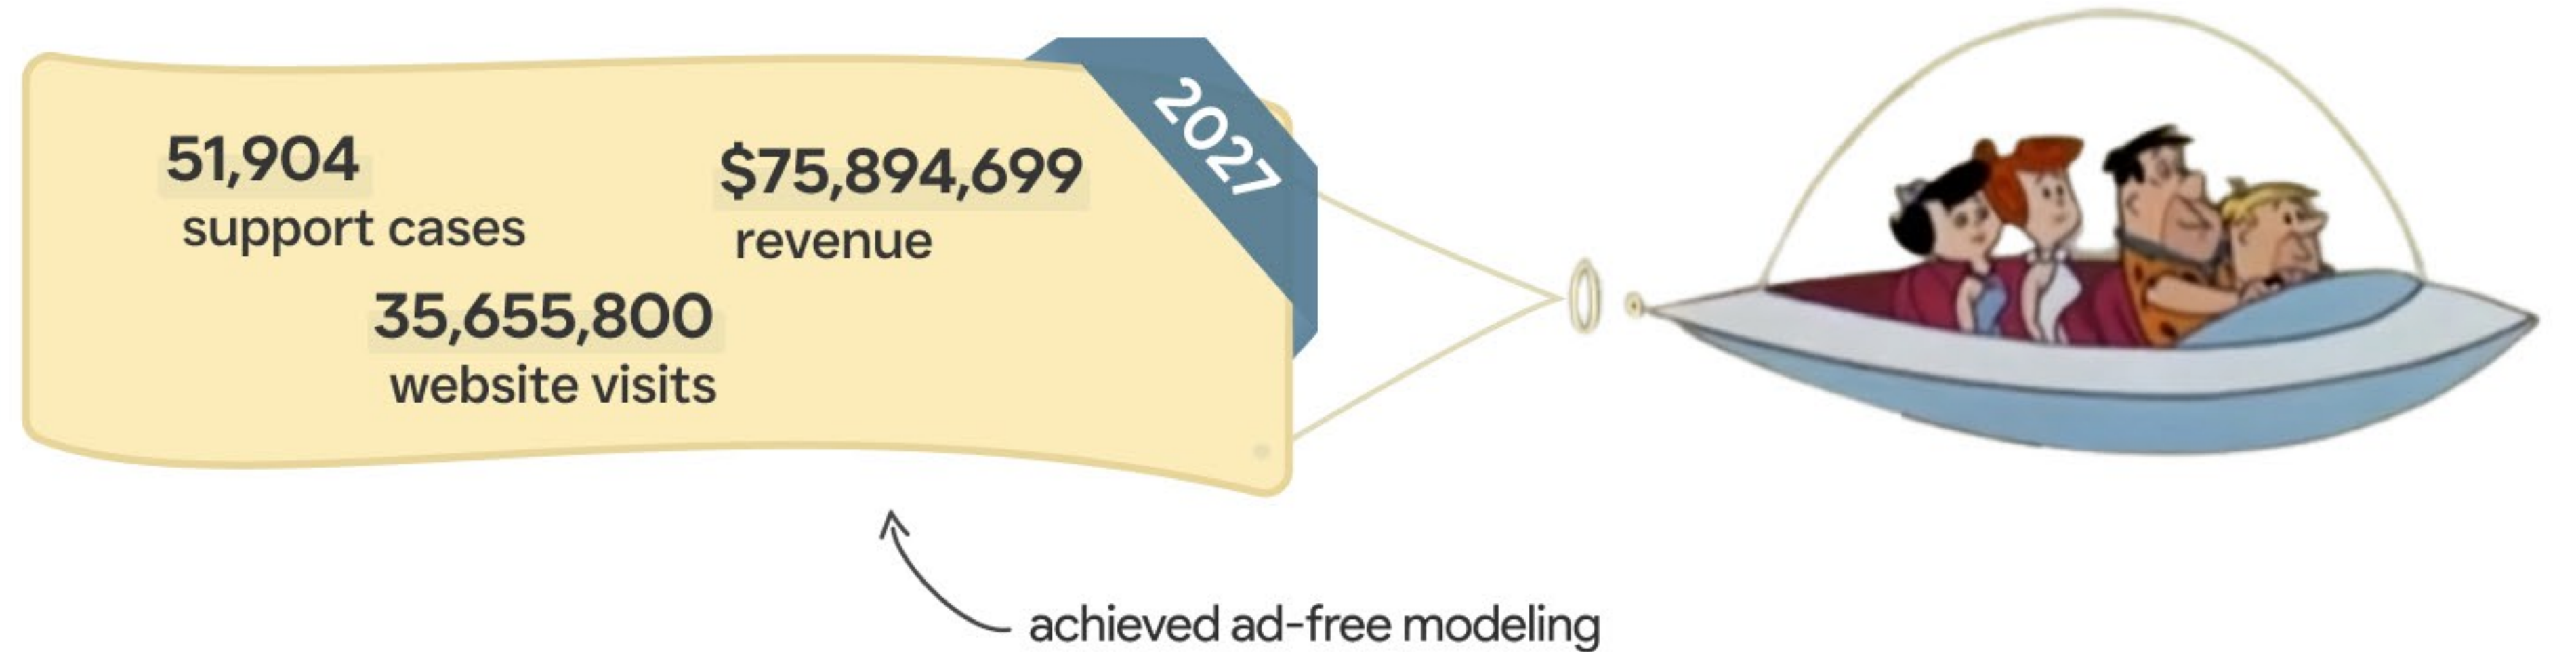 51,904
support cases
$75,894,699
revenue
35,655,800
website visits
2027
achieved ad-free modeling